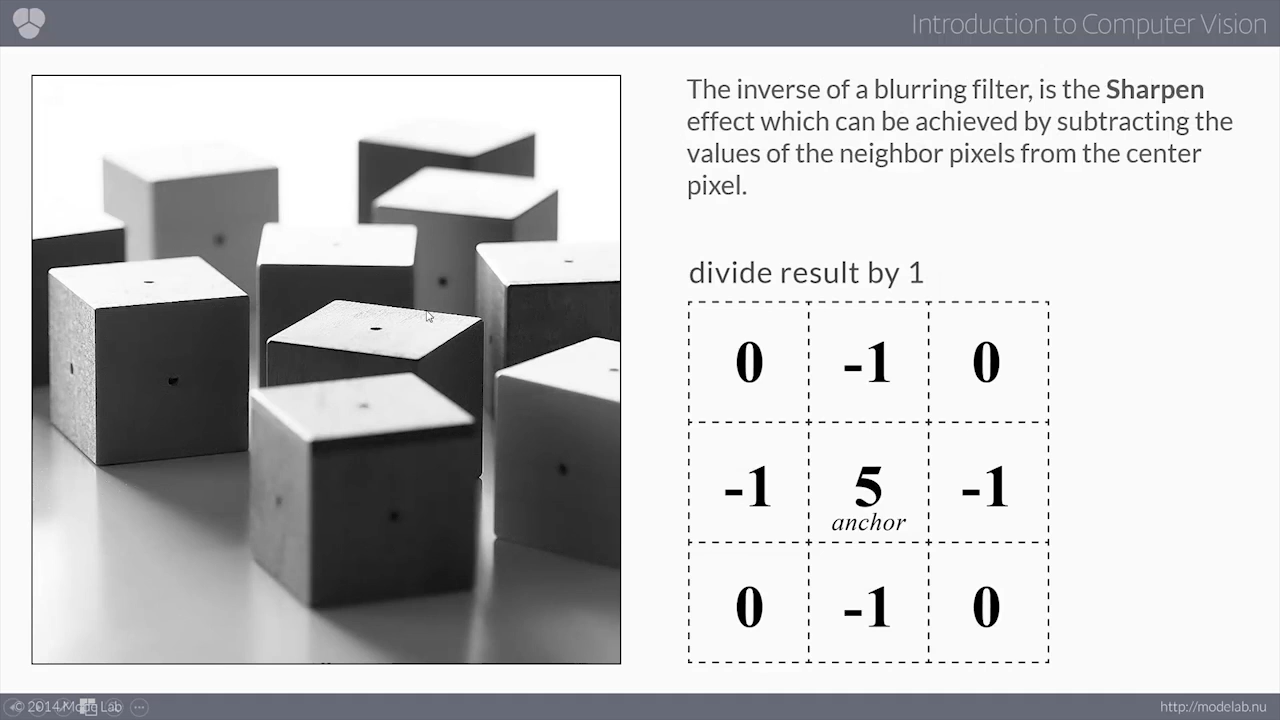 Introduction to Computer Vision
The inverse of a blurring filter, is the Sharpen
effect which can be achieved by subtracting the
values of the neighbor pixels from the center
pixel.
divide result by 1
0 -1 0
-1 5 -1
anchor
0 -1 0
© 2014 Mode Lab
http://modelab.nu